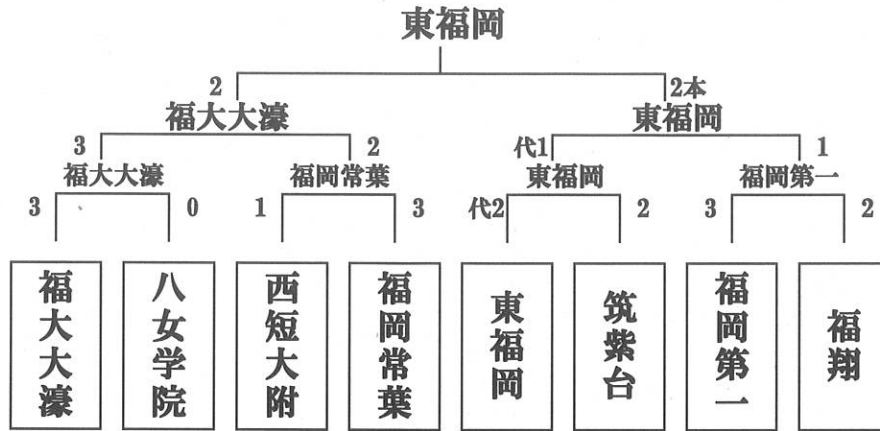 東福岡
2 2本
福大大濠 東福岡
3 2 代1 1
福大大濠 福岡常葉 東福岡 福岡第一
3 0 1 3 代2 2 3 2
福大大濠
八女学院
西短大附
福岡常葉
東福岡
筑紫台
福岡第一
福翔